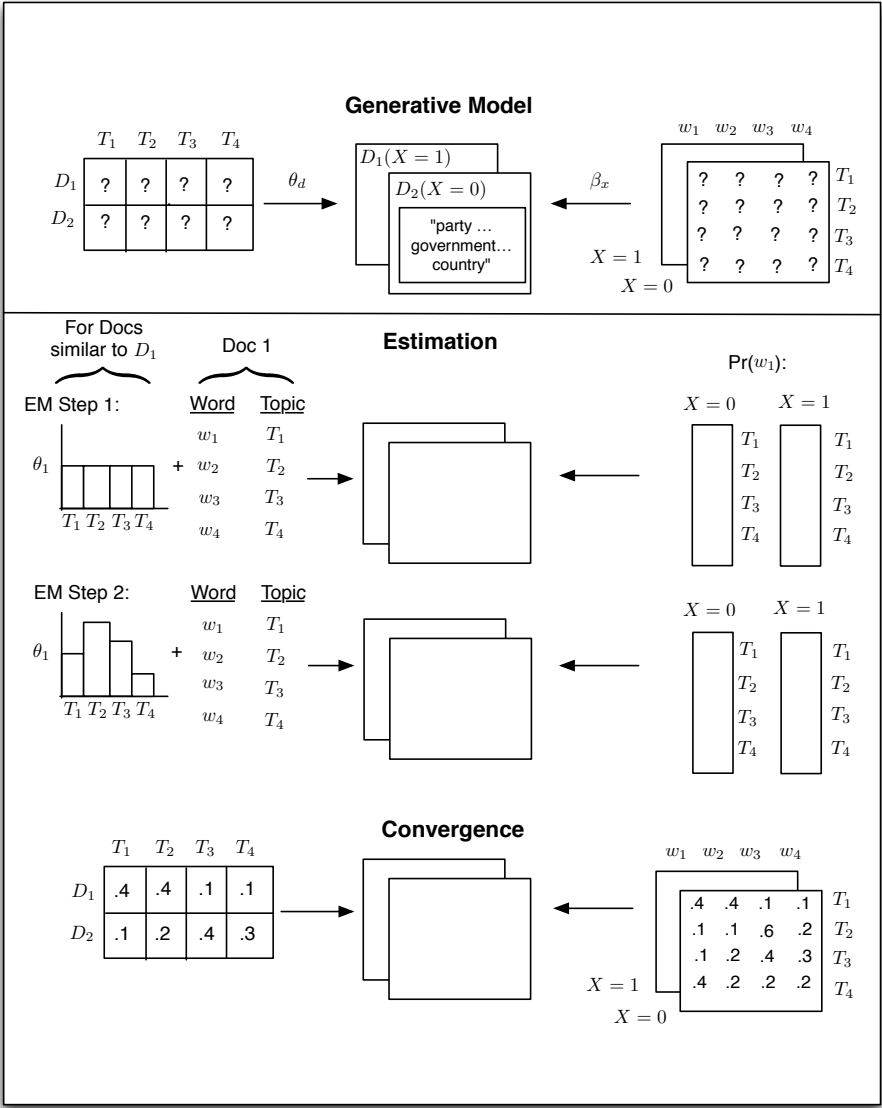 Generative Model
T₁ T₂ T₃ T₄
D₁ ? ? ? ?
D₂ ? ? ? ?
θ_d
D₁(X = 1)
D₂(X = 0)
"party ...
government...
country"
β_x
w₁ w₂ w₃ w₄
? ? ? ? T₁
? ? ? ? T₂
? ? ? ? T₃
? ? ? ? T₄
X = 1
X = 0
Estimation
For Docs
similar to D₁
Doc 1
Pr(w₁):
EM Step 1:
Word Topic
w₁ T₁
w₂ T₂
w₃ T₃
w₄ T₄
θ₁
+
T₁ T₂ T₃ T₄
X = 0 X = 1
T₁ T₁
T₂ T₂
T₃ T₃
T₄ T₄
EM Step 2:
Word Topic
w₁ T₁
w₂ T₂
w₃ T₃
w₄ T₄
θ₁
+
T₁ T₂ T₃ T₄
X = 0 X = 1
T₁ T₁
T₂ T₂
T₃ T₃
T₄ T₄
Convergence
T₁ T₂ T₃ T₄
D₁ .4 .4 .1 .1
D₂ .1 .2 .4 .3
w₁ w₂ w₃ w₄
.4 .4 .1 .1 T₁
.1 .1 .6 .2 T₂
.1 .2 .4 .3 T₃
.4 .2 .2 .2 T₄
X = 1
X = 0